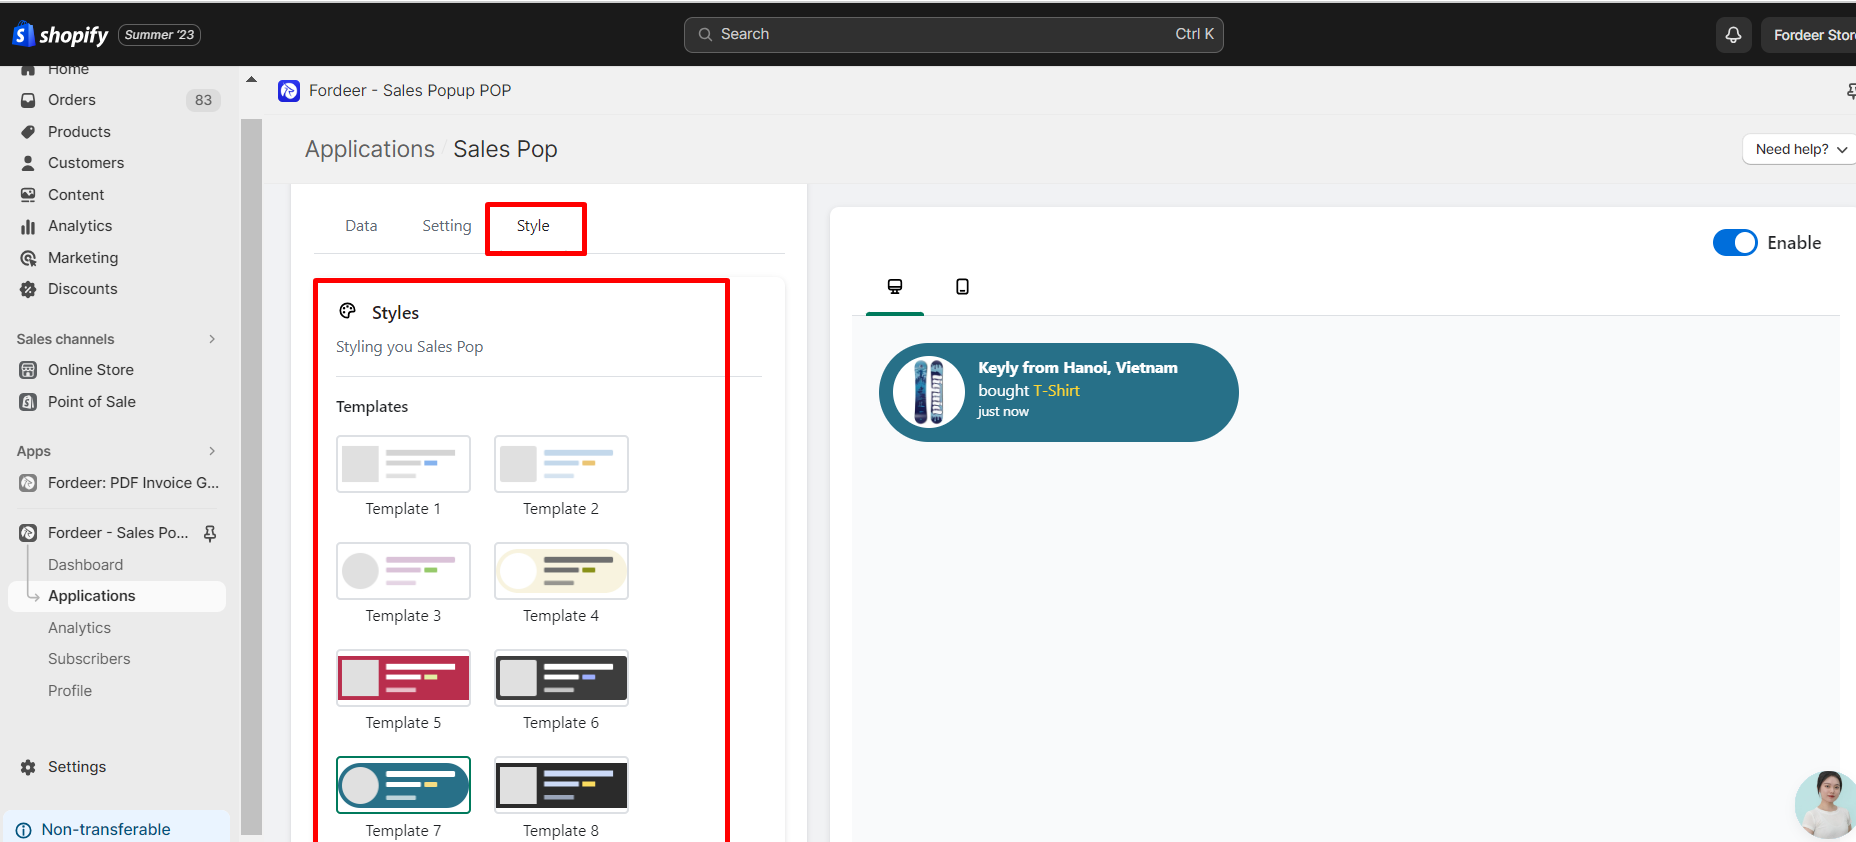 shopify Summer '23
Search Ctrl K
Fordeer Stor
Home
Orders 83
Products
Customers
Content
Analytics
Marketing
Discounts
Sales channels
Online Store
Point of Sale
Apps
Fordeer: PDF Invoice G...
Fordeer - Sales Po...
Dashboard
Applications
Analytics
Subscribers
Profile
Settings
Non-transferable
Fordeer - Sales Popup POP
Applications / Sales Pop
Need help?
Data Setting Style
Styles
Styling you Sales Pop
Templates
Template 1 Template 2
Template 3 Template 4
Template 5 Template 6
Template 7 Template 8
Enable
Keyly from Hanoi, Vietnam
bought T-Shirt
just now